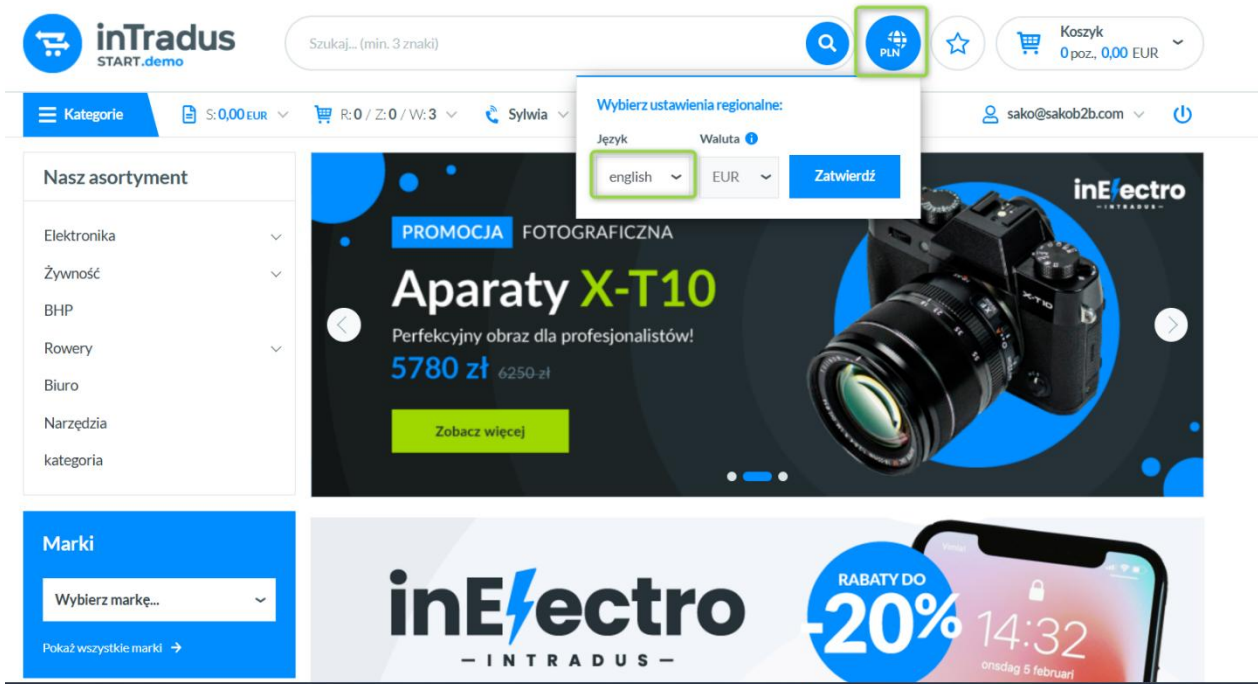 inTradus
START.demo
Szukaj... (min. 3 znaki)
PLN
Koszyk
0 poz., 0,00 EUR
Kategorie
S: 0,00 EUR
R: 0 / Z: 0 / W: 3
Sylwia
sako@sakob2b.com
Wybierz ustawienia regionalne:
Język
Waluta
english
EUR
Zatwierdź
Nasz asortyment
Elektronika
Żywność
BHP
Rowery
Biuro
Narzędzia
kategoria
inElectro
- INTRADUS -
PROMOCJA FOTOGRAFICZNA
Aparaty X-T10
Perfekcyjny obraz dla profesjonalistów!
5780 zł 6250 zł
Zobacz więcej
X-T10
XF
Marki
Wybierz markę...
Pokaż wszystkie marki
inElectro
– INTRADUS –
RABATY DO
-20%
14:32
onsdag 5 februari